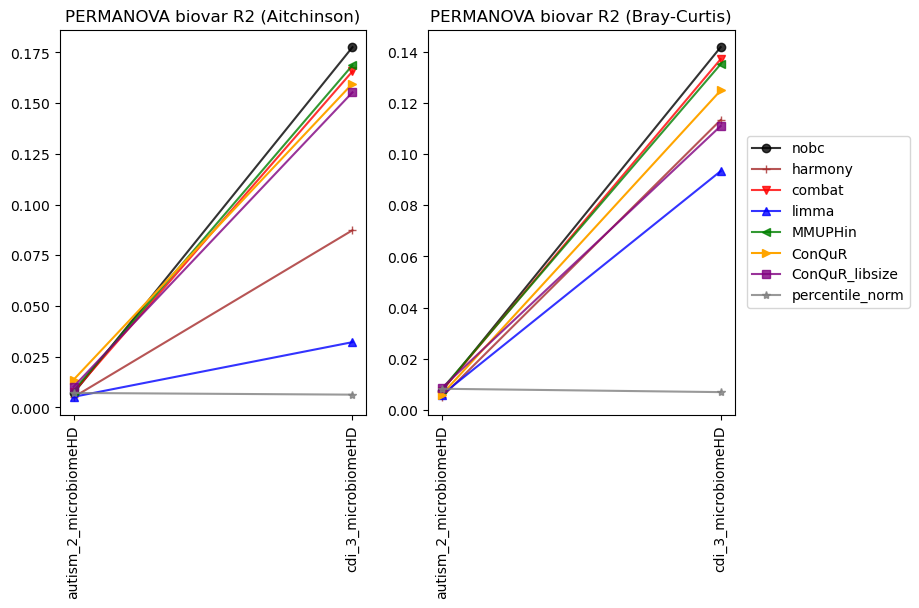 PERMANOVA biovar R2 (Aitchinson)
0.175
0.150
0.125
0.100
0.075
0.050
0.025
0.000
autism_2_microbiomeHD
cdi_3_microbiomeHD
PERMANOVA biovar R2 (Bray-Curtis)
0.14
0.12
0.10
0.08
0.06
0.04
0.02
0.00
autism_2_microbiomeHD
cdi_3_microbiomeHD
nobc
harmony
combat
limma
MMUPHin
ConQuR
ConQuR_libsize
percentile_norm